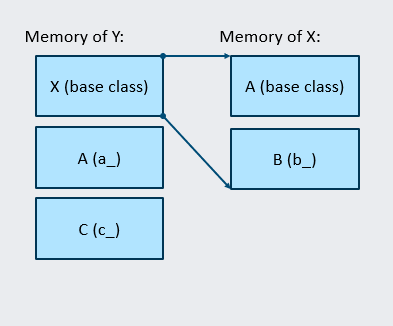 Memory of Y:
Memory of X:
X (base class)
A (base class)
A (a_)
B (b_)
C (c_)